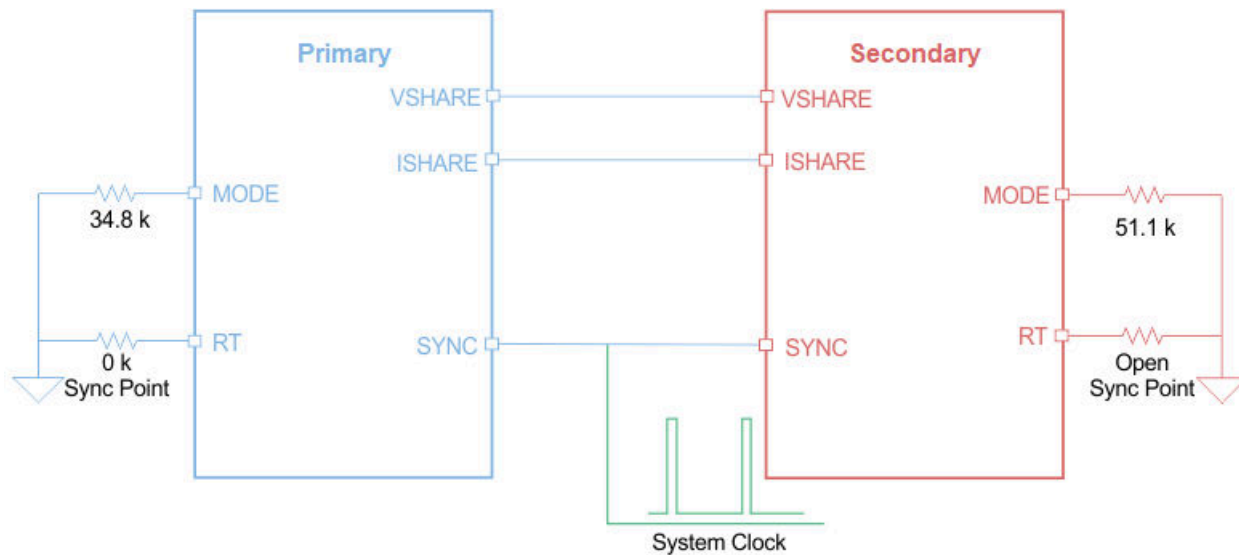 Primary
VSHARE
ISHARE
MODE
34.8 k
RT
0 k
Sync Point
SYNC
Secondary
VSHARE
ISHARE
MODE
51.1 k
SYNC
RT
Open
Sync Point
System Clock